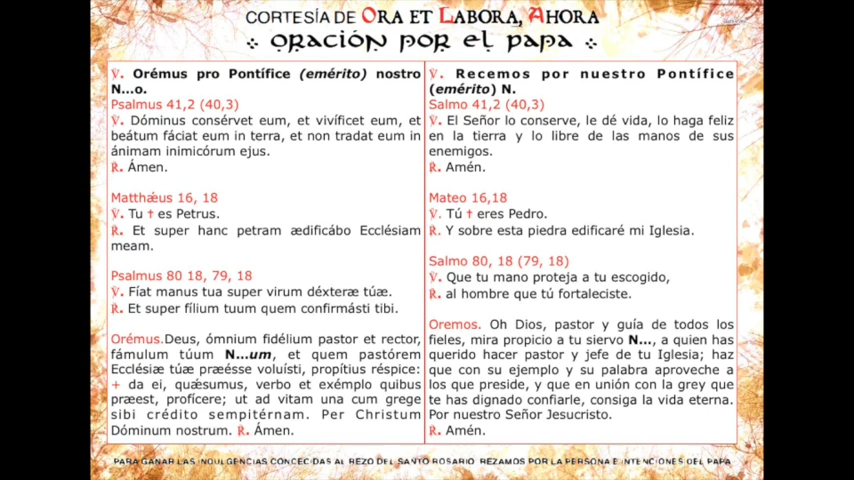 CORTESÍA DE ORA ET LABORA, AHORA
ORACIÓN POR EL PAPA
℣. Orémus pro Pontífice (emérito) nostro
N...o.
Psalmus 41,2 (40,3)
℣. Dóminus consérvet eum, et vivíficet eum, et
beátum fáciat eum in terra, et non tradat eum in
ánimam inimicórum ejus.
℟. Ámen.
Matthǽus 16, 18
℣. Tu † es Petrus.
℟. Et super hanc petram ædificábo Ecclésiam
meam.
Psalmus 80 18, 79, 18
℣. Fíat manus tua super virum déxteræ túæ.
℟. Et super fílium tuum quem confirmásti tibi.
Orémus.Deus, ómnium fidélium pastor et rector,
fámulum túum N...um, et quem pastórem
Ecclésiæ túæ præésse voluísti, propítius réspice:
+ da ei, quǽsumus, verbo et exémplo quibus
præest, profícere; ut ad vitam una cum grege
sibi crédito sempitérnam. Per Christum
Dóminum nostrum. ℟. Ámen.
℣. Recemos por nuestro Pontífice
(emérito) N.
Salmo 41,2 (40,3)
℣. El Señor lo conserve, le dé vida, lo haga feliz
en la tierra y lo libre de las manos de sus
enemigos.
℟. Amén.
Mateo 16,18
℣. Tú † eres Pedro.
℟. Y sobre esta piedra edificaré mi Iglesia.
Salmo 80, 18 (79, 18)
℣. Que tu mano proteja a tu escogido,
℟. al hombre que tú fortaleciste.
Oremos. Oh Dios, pastor y guía de todos los
fieles, mira propicio a tu siervo N..., a quien has
querido hacer pastor y jefe de tu Iglesia; haz
que con su ejemplo y su palabra aproveche a
los que preside, y que en unión con la grey que
te has dignado confiarle, consiga la vida eterna.
Por nuestro Señor Jesucristo.
℟. Amén.
PARA GANAR LAS INDULGENCIAS CONCEDIDAS AL REZO DEL SANTO ROSARIO REZAMOS POR LA PERSONA E INTENCIONES DEL PAPA